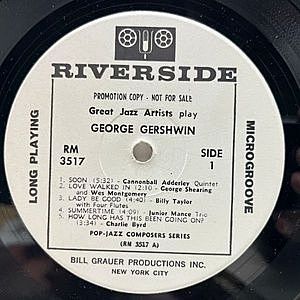 RIVERSIDE
PROMOTION COPY - NOT FOR SALE
Great Jazz Artists play
GEORGE GERSHWIN
RM
3517
SIDE
1
LONG PLAYING
MICROGROOVE
1. SOON (5:32) - Cannonball Adderley Quintet
2. LOVE WALKED IN (2:10 - George Shearing
and Wes Montgomery
3. LADY BE GOOD (4:40) - Billy Taylor
with Four Flutes
4. SUMMERTIME (4:09) - Junior Mance Trio
5. HOW LONG HAS THIS BEEN GOING ON?
(3:34) - Charlie Byrd
POP-JAZZ COMPOSERS SERIES
(RM 3517 A)
BILL GRAUER PRODUCTIONS INC.
NEW YORK CITY